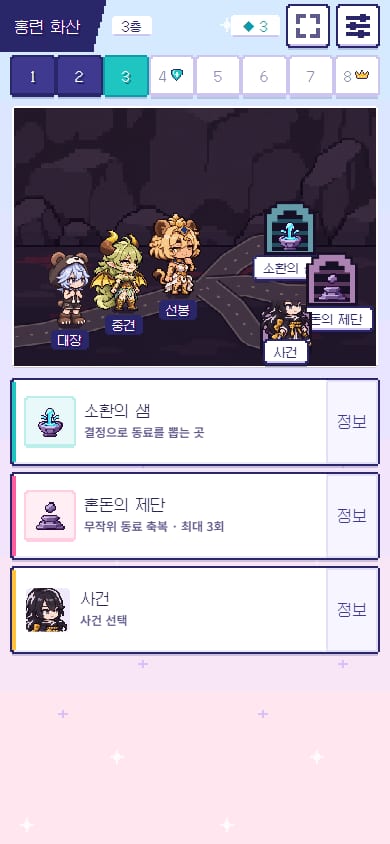 홍련 화산
3층
3
1 2 3 4 5 6 7 8
소환의
돈의 제단
사건
선봉
중견
대장
소환의 샘
결정으로 동료를 뽑는 곳
정보
혼돈의 제단
무작위 동료 축복 · 최대 3회
정보
사건
사건 선택
정보